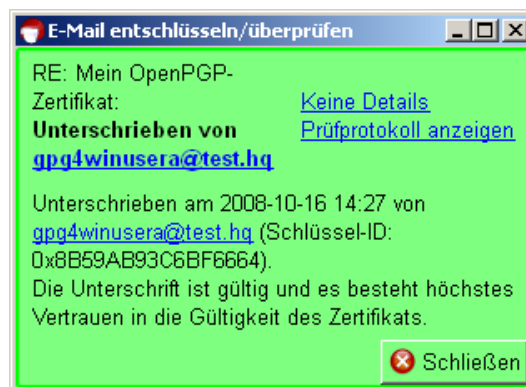 E-Mail entschlüsseln/überprüfen
RE: Mein OpenPGP-
Zertifikat:
Unterschrieben von
gpg4winusera@test.hq
Keine Details
Prüfprotokoll anzeigen
Unterschrieben am 2008-10-16 14:27 von
gpg4winusera@test.hq (Schlüssel-ID:
0x8B59AB93C6BF6664).
Die Unterschrift ist gültig und es besteht höchstes
Vertrauen in die Gültigkeit des Zertifikats.
Schließen